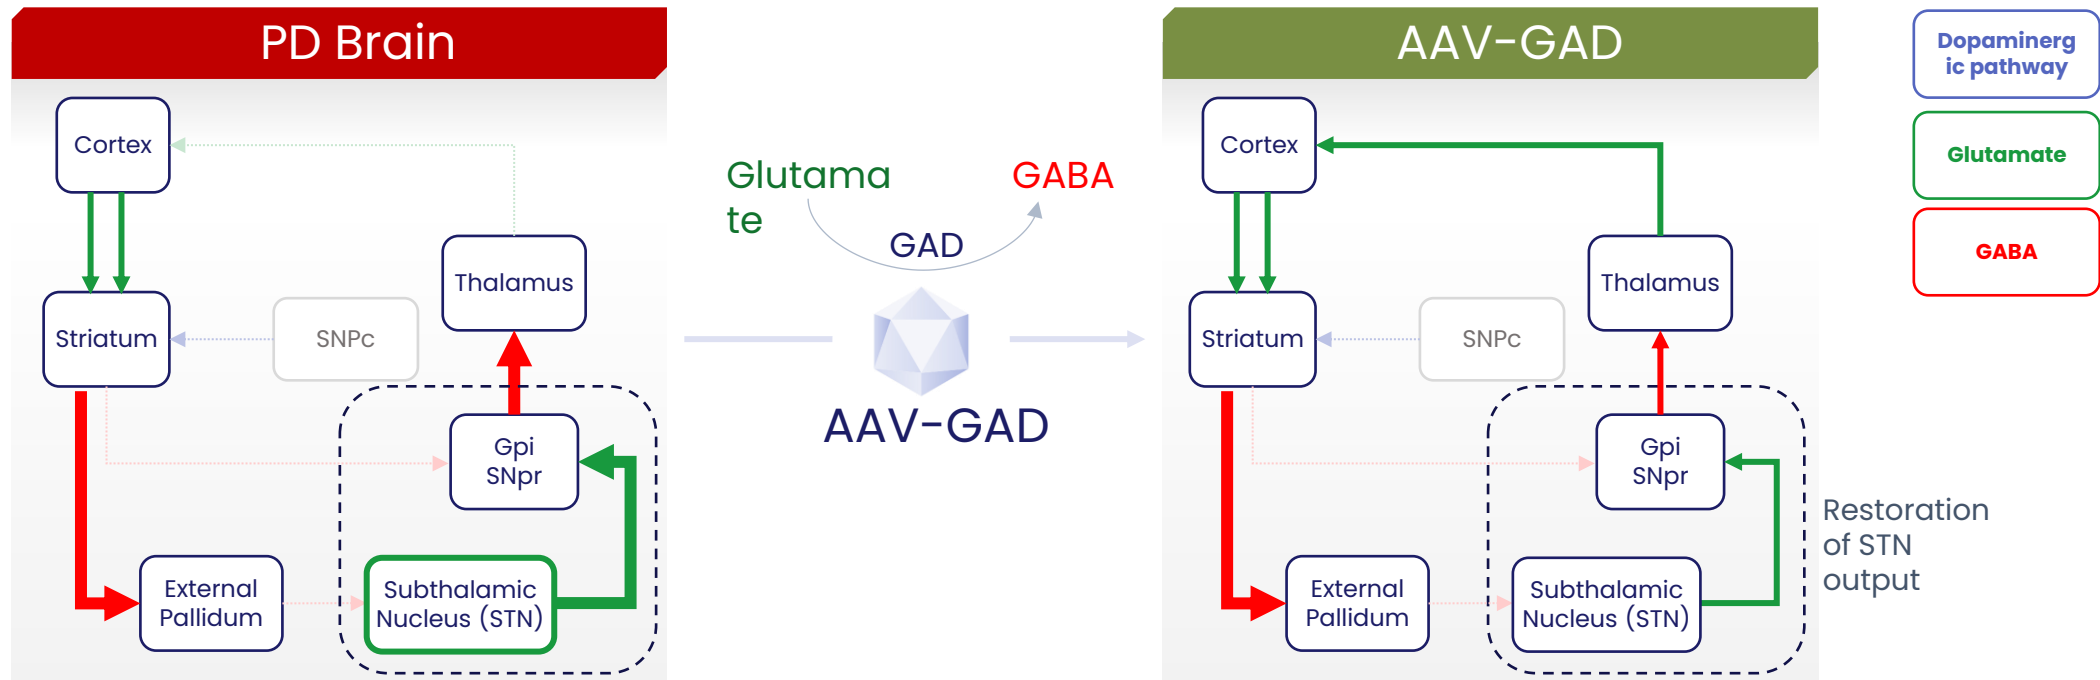 PD Brain
Cortex
Thalamus
Striatum
SNPc
Gpi
SNpr
External
Pallidum
Subthalamic
Nucleus (STN)
Glutama
te
GABA
GAD
AAV-GAD
AAV-GAD
Cortex
Thalamus
Striatum
SNPc
Gpi
SNpr
External
Pallidum
Subthalamic
Nucleus (STN)
Restoration
of STN
output
Dopaminerg
ic pathway
Glutamate
GABA